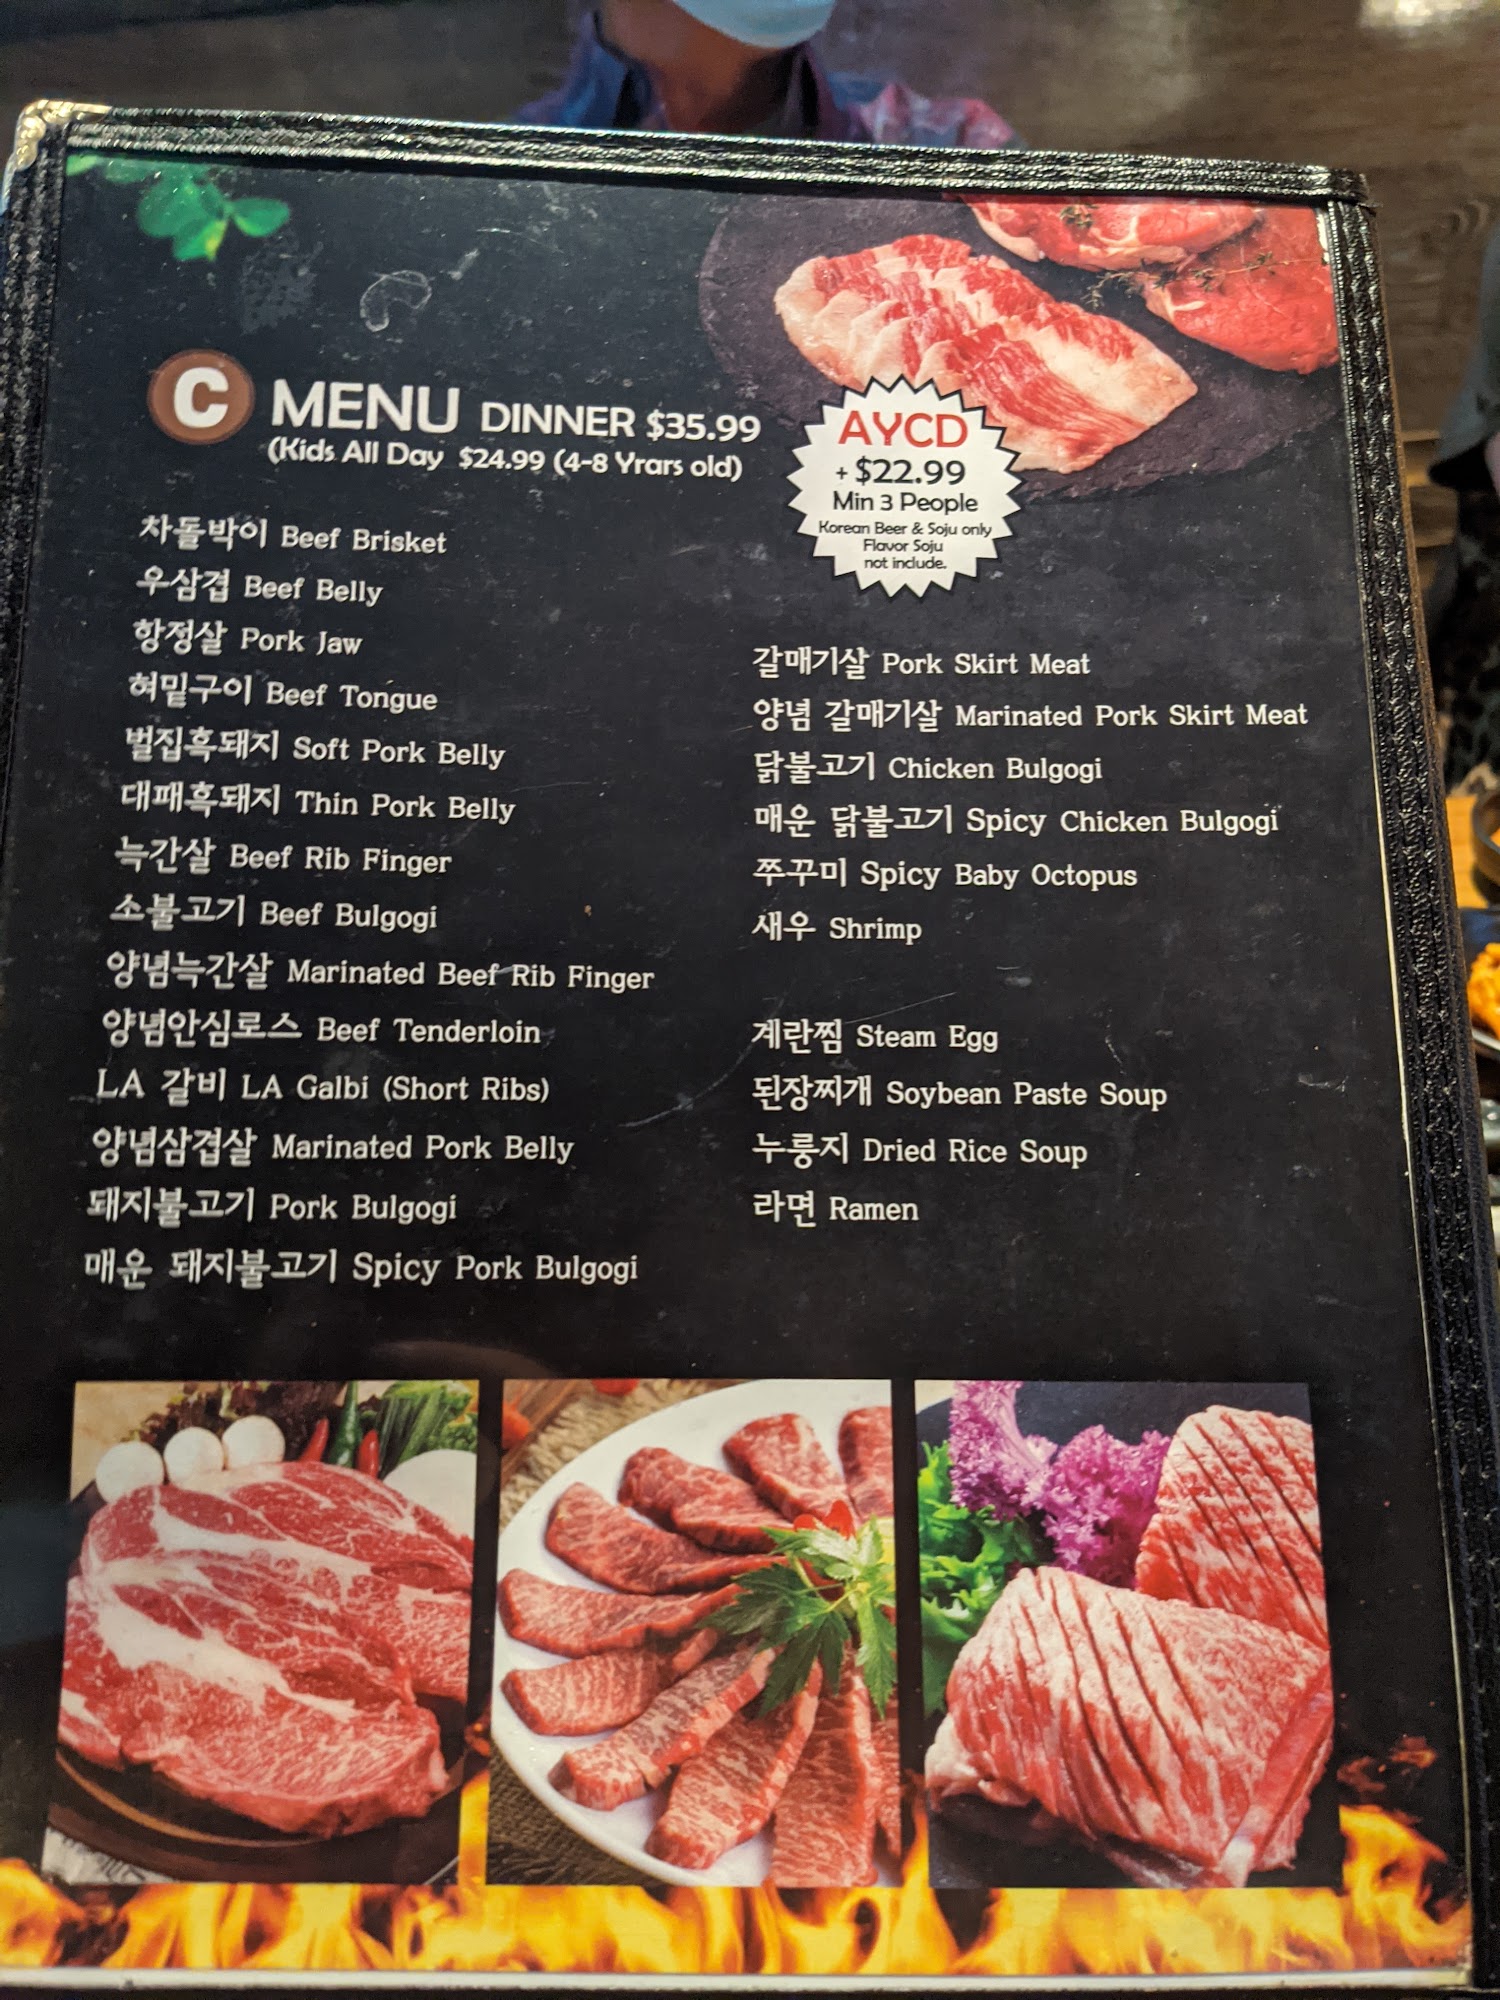 C MENU DINNER $35.99
(Kids All Day $24.99 (4-8 Yrars old)
AYCD
+ $22.99
Min 3 People
Korean Beer & Soju only
Flavor Soju
not include.
차돌박이 Beef Brisket
우삼겹 Beef Belly
항정살 Pork Jaw
혀밑구이 Beef Tongue
벌집흑돼지 Soft Pork Belly
대패흑돼지 Thin Pork Belly
늑간살 Beef Rib Finger
소불고기 Beef Bulgogi
양념늑간살 Marinated Beef Rib Finger
양념안심로스 Beef Tenderloin
LA 갈비 LA Galbi (Short Ribs)
양념삼겹살 Marinated Pork Belly
돼지불고기 Pork Bulgogi
매운 돼지불고기 Spicy Pork Bulgogi
갈매기살 Pork Skirt Meat
양념 갈매기살 Marinated Pork Skirt Meat
닭불고기 Chicken Bulgogi
매운 닭불고기 Spicy Chicken Bulgogi
쭈꾸미 Spicy Baby Octopus
새우 Shrimp
계란찜 Steam Egg
된장찌개 Soybean Paste Soup
누룽지 Dried Rice Soup
라면 Ramen